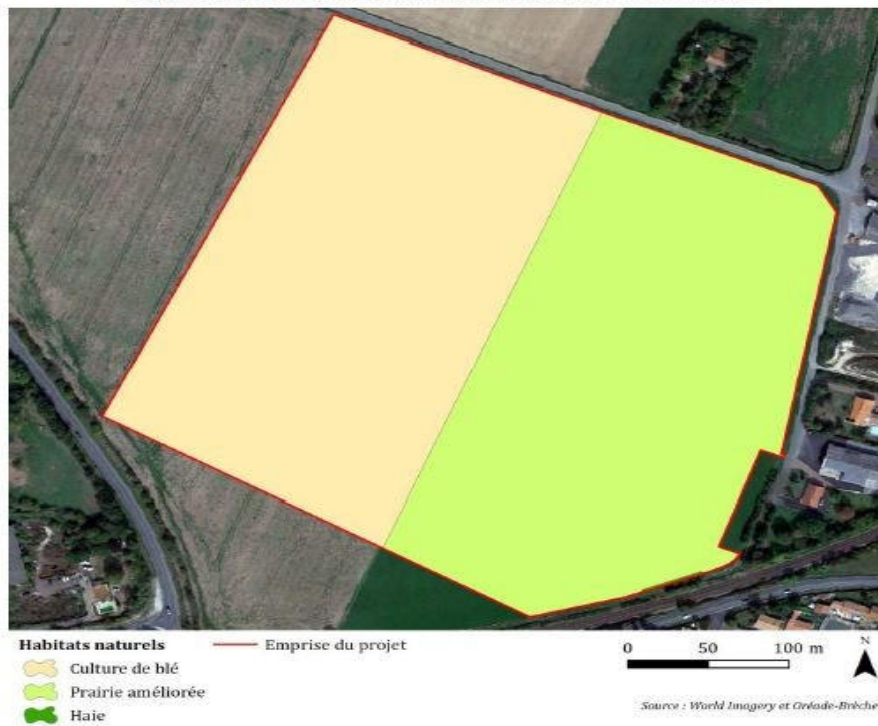 Habitats naturels
Emprise du projet
Culture de blé
Prairie améliorée
Haie
0 50 100 m
N
Source : World Imagery et Oréade-Brèche